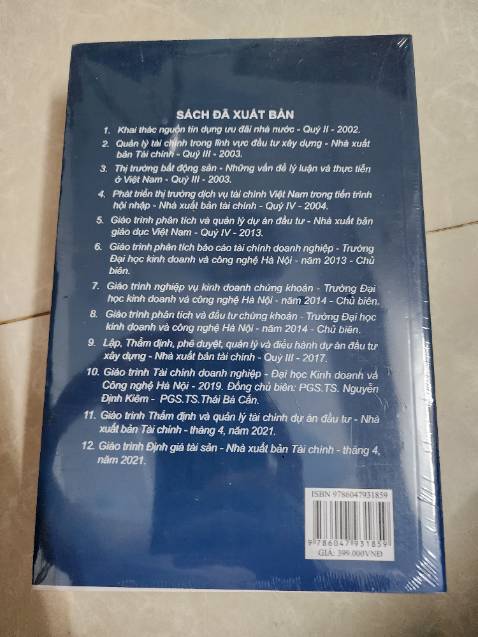 SÁCH ĐÃ XUẤT BẢN
1. Khai thác nguồn tín dụng ưu đãi nhà nước - Quý II - 2002.
2. Quản lý tài chính trong lĩnh vực đầu tư xây dựng - Nhà xuất
bản Tài chính - Quý III - 2003.
3. Thị trường bất động sản - Những vấn đề lý luận và thực tiễn
ở Việt Nam - Quý III - 2003.
4. Phát triển thị trường dịch vụ tài chính Việt Nam trong tiến trình
hội nhập - Nhà xuất bản tài chính - Quý IV - 2004.
5. Giáo trình phân tích và quản lý dự án đầu tư - Nhà xuất bản
giáo dục Việt Nam - Quý IV - 2013.
6. Giáo trình phân tích báo cáo tài chính doanh nghiệp - Trường
Đại học kinh doanh và công nghệ Hà Nội - năm 2013 - Chủ
biên.
7. Giáo trình nghiệp vụ kinh doanh chứng khoán - Trường Đại
học kinh doanh và công nghệ Hà Nội - năm 2014 - Chủ biên.
8. Giáo trình phân tích và đầu tư chứng khoán - Trường Đại học
kinh doanh và công nghệ Hà Nội - năm 2014 - Chủ biên.
9. Lập, Thẩm định, phê duyệt, quản lý và điều hành dự án đầu tư
xây dựng - Nhà xuất bản tài chính - Quý III - 2017.
10. Giáo trình Tài chính doanh nghiệp - Đại học Kinh doanh và
Công nghệ Hà Nội - 2019. Đồng chủ biên: PGS.TS. Nguyễn
Định Kiêm - PGS.TS.Thái Bá Cẩn.
11. Giáo trình Thẩm định và quản lý tài chính dự án đầu tư - Nhà
xuất bản Tài chính - tháng 4, năm 2021.
12. Giáo trình Định giá tài sản - Nhà xuất bản Tài chính - tháng 4,
năm 2021.
ISBN 9786047931859
9 786047 931859
GIÁ: 399.000VNĐ